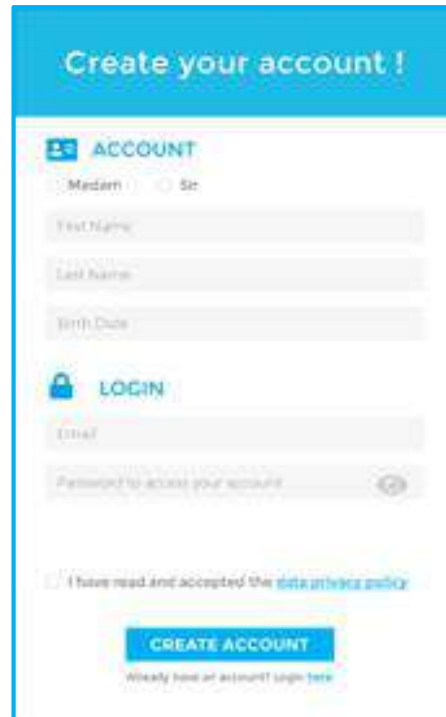 Create your account !
ACCOUNT
Madam Sir
First Name
Last Name
Birth Date
LOGIN
Email
Password to access your account
I have read and accepted the data privacy policy
CREATE ACCOUNT
Already have an account? Login here